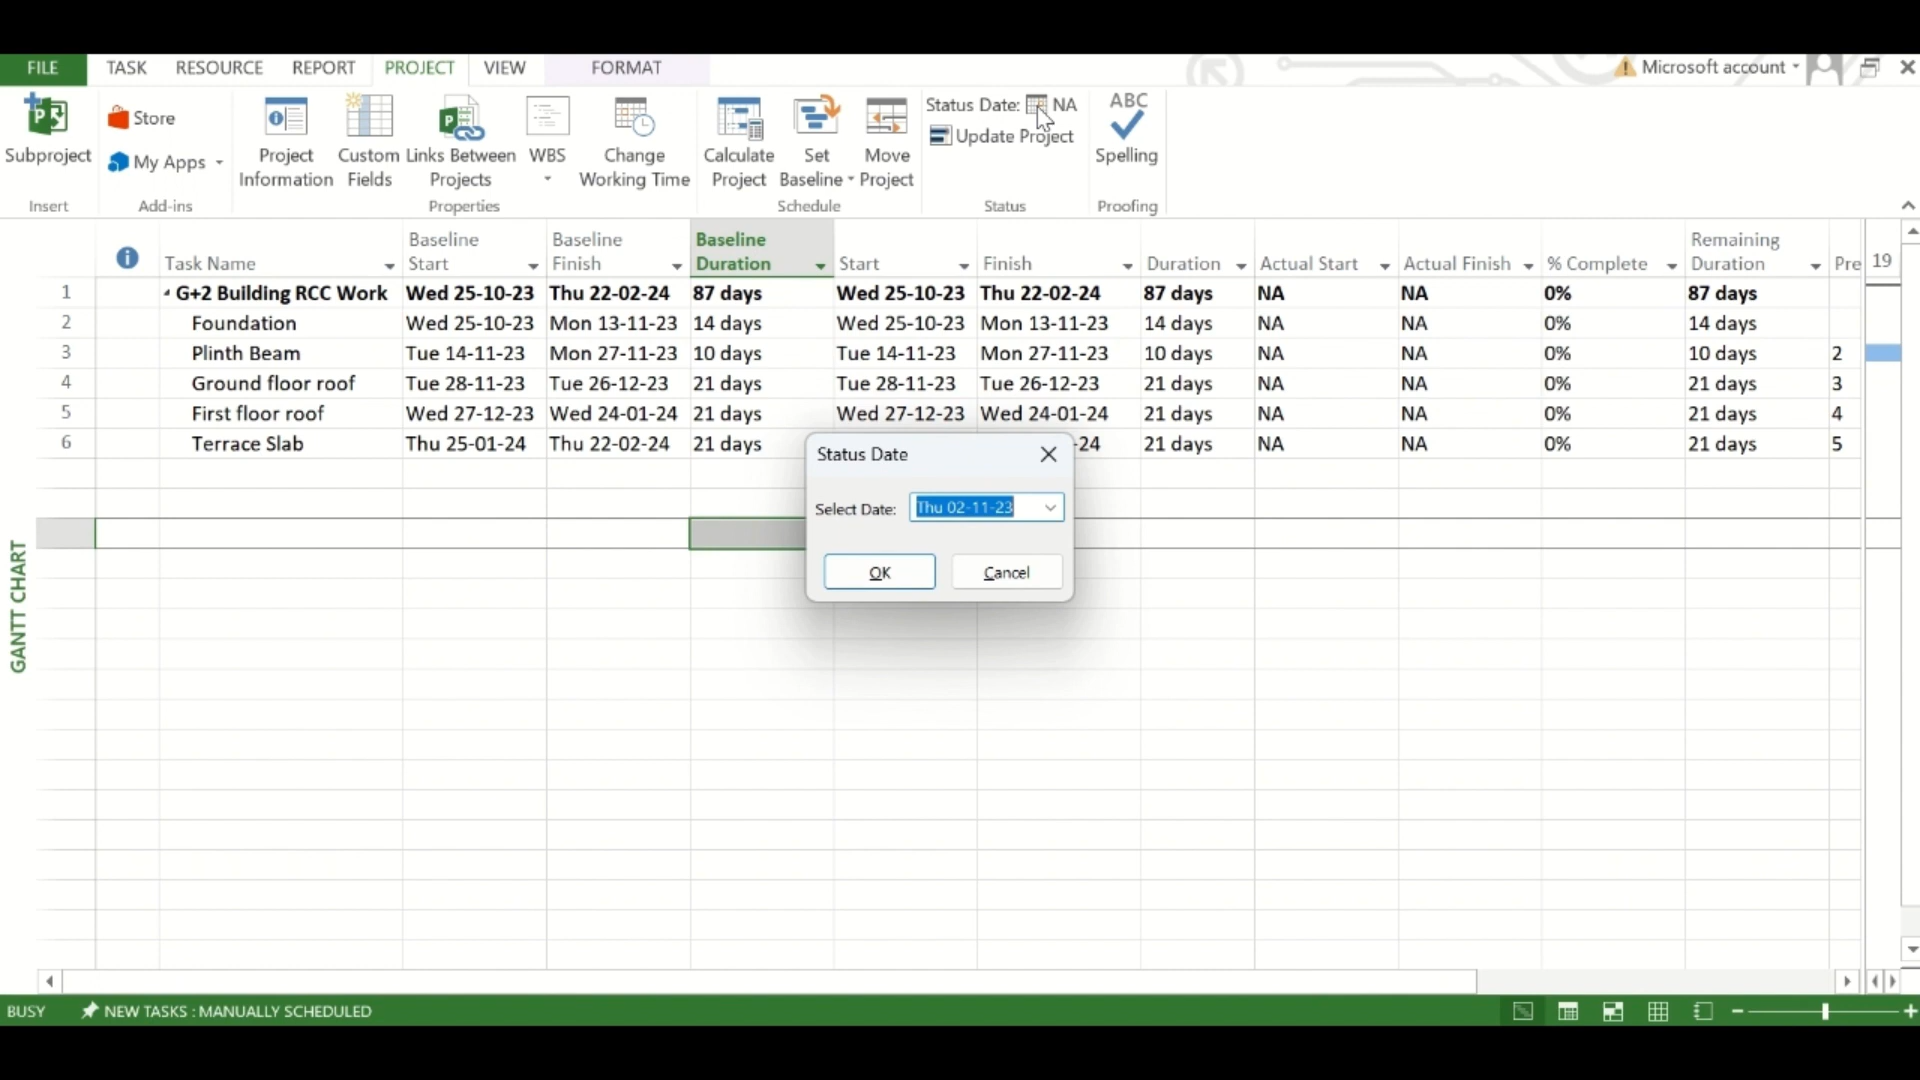 FILE TASK RESOURCE REPORT PROJECT VIEW FORMAT Microsoft account
Subproject
Store
My Apps
Project Information
Custom Fields
Links Between Projects
WBS
Change Working Time
Calculate Project
Set Baseline
Move Project
Status Date: NA
Update Project
ABC
Spelling
Insert Add-ins Properties Schedule Status Proofing
Task Name Baseline Start Baseline Finish Baseline Duration Start Finish Duration Actual Start Actual Finish % Complete Remaining Duration Pre 19
1 G+2 Building RCC Work Wed 25-10-23 Thu 22-02-24 87 days Wed 25-10-23 Thu 22-02-24 87 days NA NA 0% 87 days
2 Foundation Wed 25-10-23 Mon 13-11-23 14 days Wed 25-10-23 Mon 13-11-23 14 days NA NA 0% 14 days
3 Plinth Beam Tue 14-11-23 Mon 27-11-23 10 days Tue 14-11-23 Mon 27-11-23 10 days NA NA 0% 10 days 2
4 Ground floor roof Tue 28-11-23 Tue 26-12-23 21 days Tue 28-11-23 Tue 26-12-23 21 days NA NA 0% 21 days 3
5 First floor roof Wed 27-12-23 Wed 24-01-24 21 days Wed 27-12-23 Wed 24-01-24 21 days NA NA 0% 21 days 4
6 Terrace Slab Thu 25-01-24 Thu 22-02-24 21 days -24 21 days NA NA 0% 21 days 5
Status Date
Select Date: Thu 02-11-23
OK Cancel
GANTT CHART
BUSY NEW TASKS : MANUALLY SCHEDULED